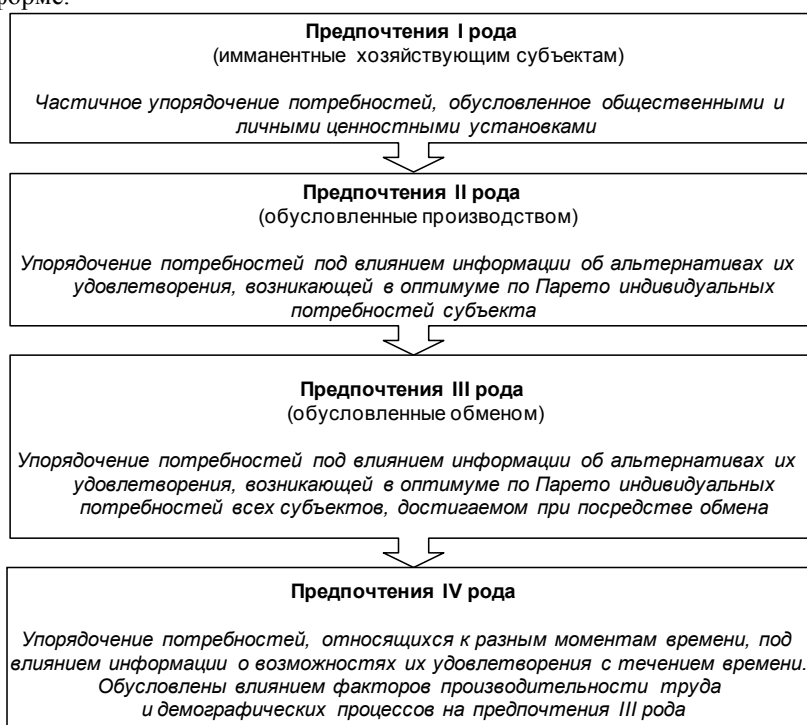 форме.
Предпочтения I рода
(имманентные хозяйствующим субъектам)
Частичное упорядочение потребностей, обусловленное общественными и
личными ценностными установками
Предпочтения II рода
(обусловленные производством)
Упорядочение потребностей под влиянием информации об альтернативах их
удовлетворения, возникающей в оптимуме по Парето индивидуальных
потребностей субъекта
Предпочтения III рода
(обусловленные обменом)
Упорядочение потребностей под влиянием информации об альтернативах их
удовлетворения, возникающей в оптимуме по Парето индивидуальных
потребностей всех субъектов, достигаемом при посредстве обмена
Предпочтения IV рода
Упорядочение потребностей, относящихся к разным моментам времени, под
влиянием информации о возможностях их удовлетворения с течением времени.
Обусловлены влиянием факторов производительности труда
и демографических процессов на предпочтения III рода